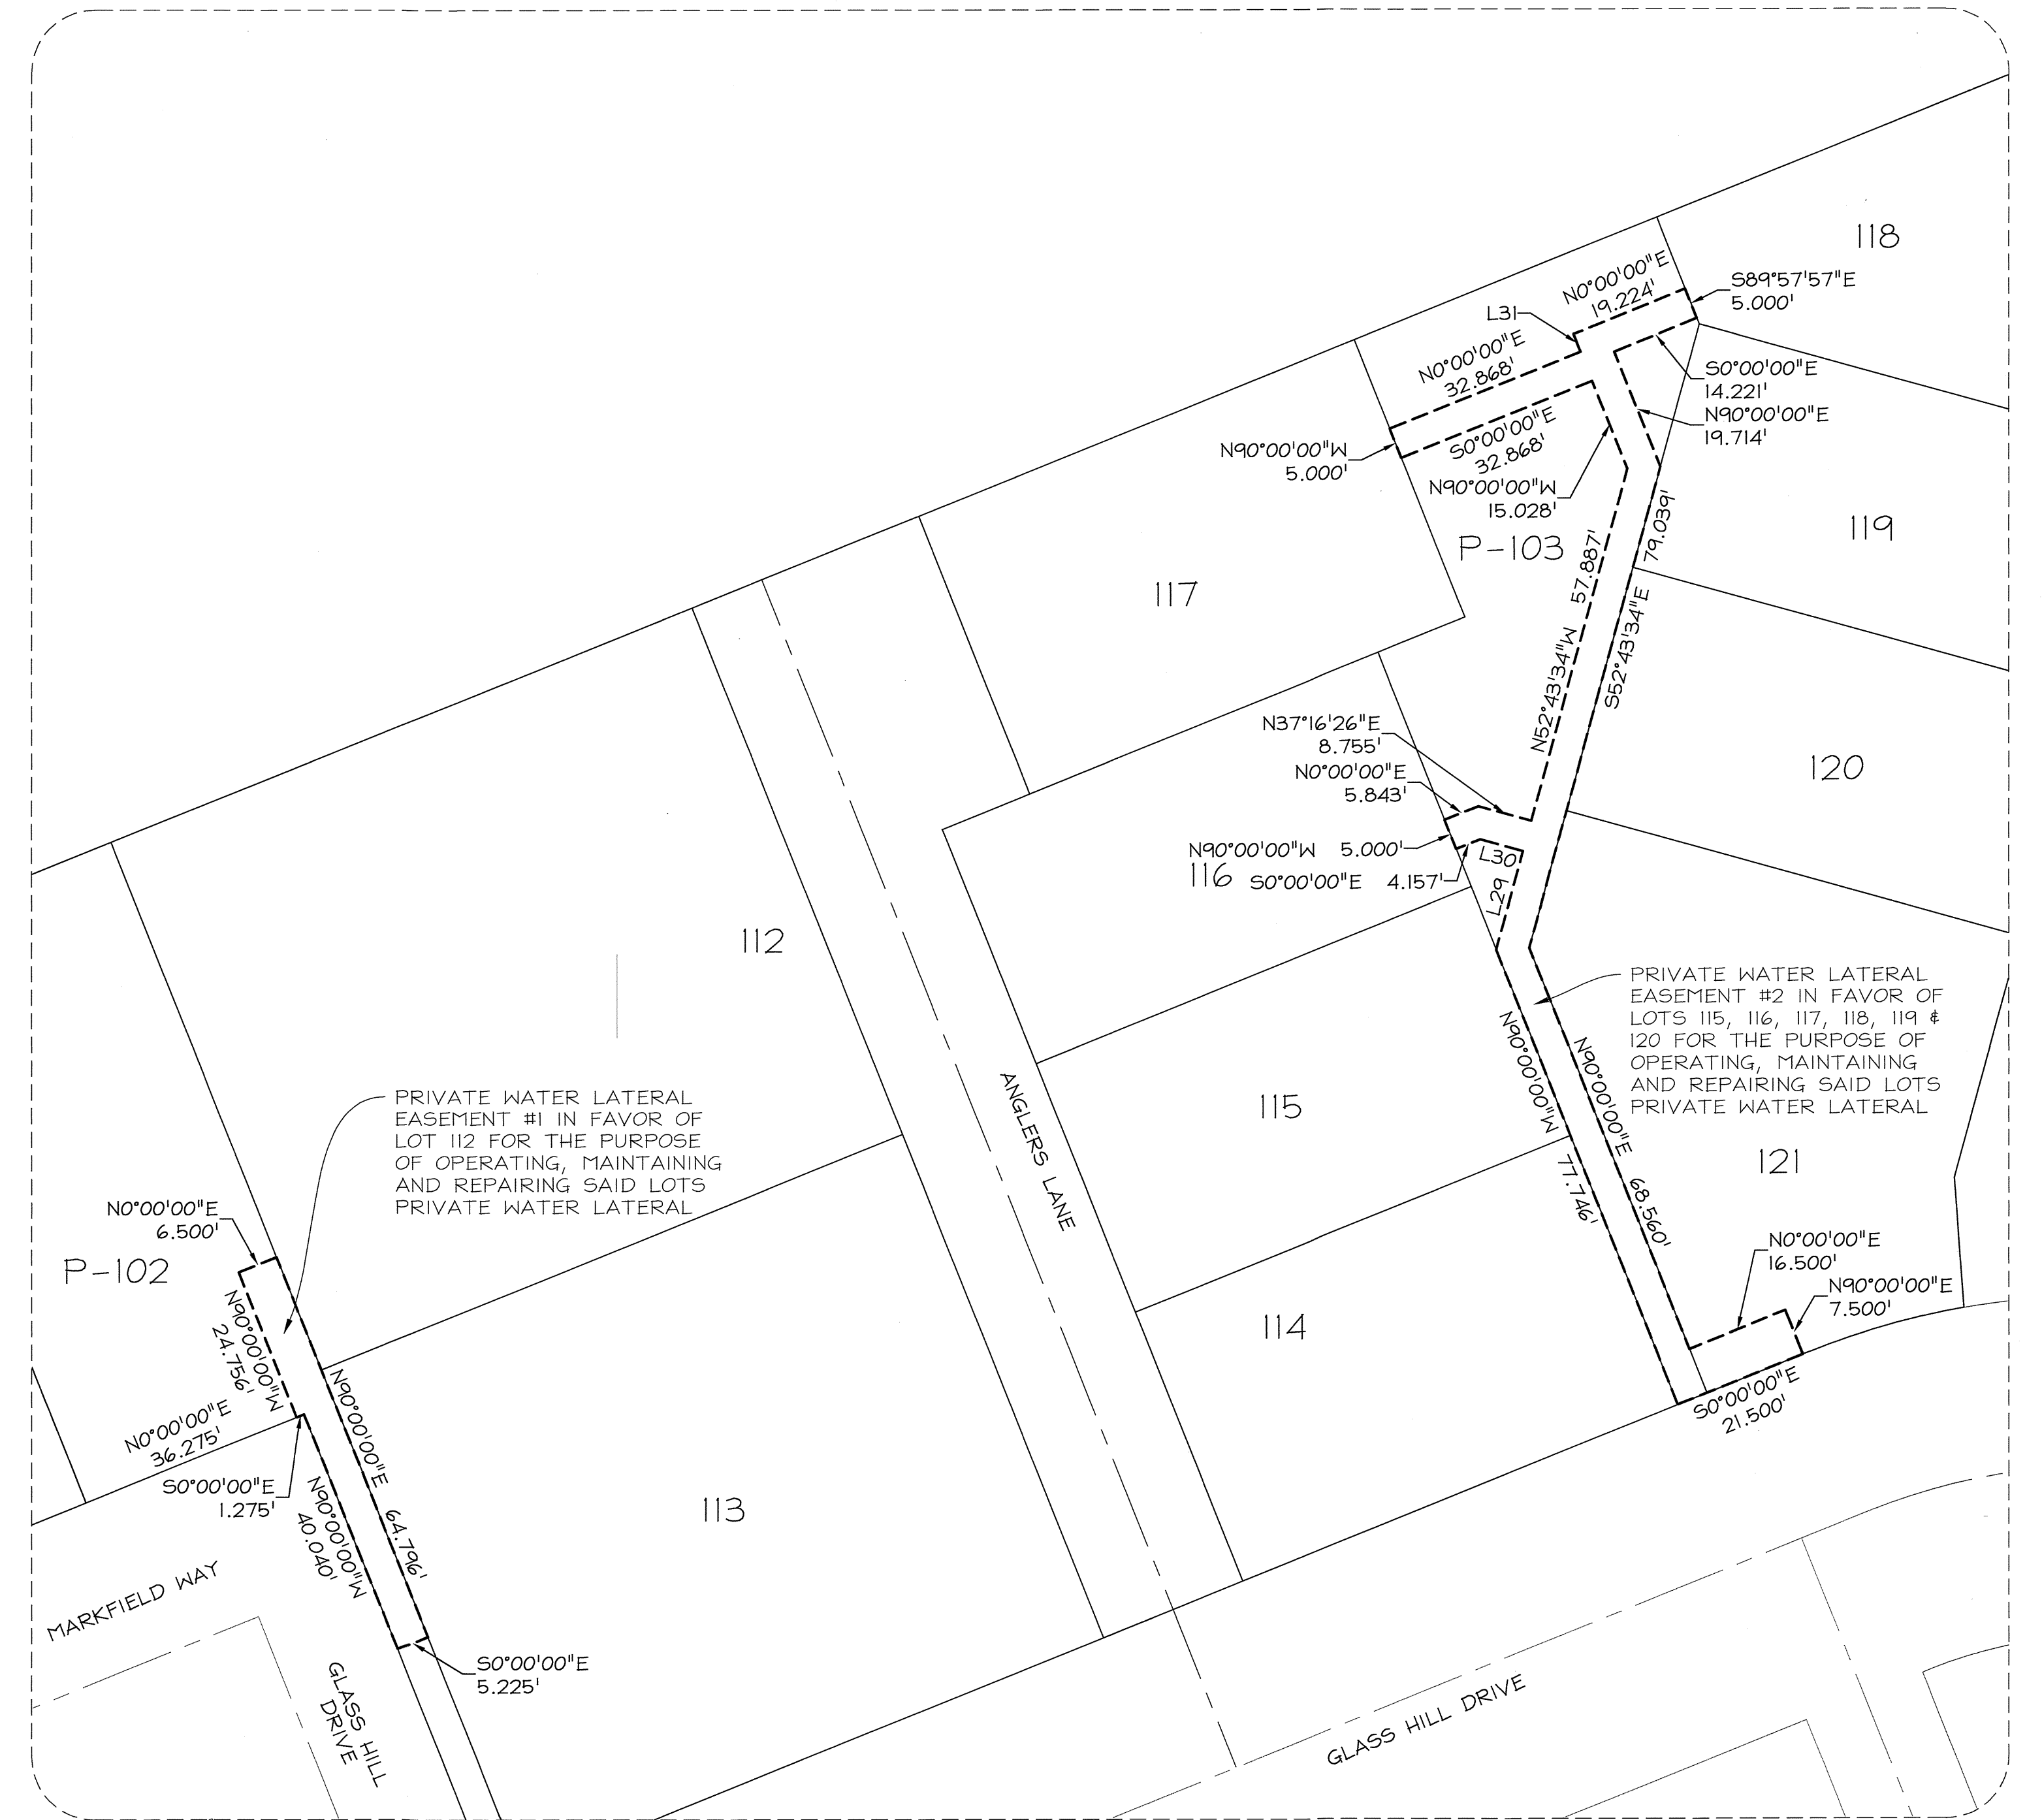 118
N0°00'00"E
19.224'
S89°57'57"E
5.000'
L31
N0°00'00"E
32.868'
S0°00'00"E
14.221'
N90°00'00"E
19.714'
S0°00'00"E
32.868'
N90°00'00"W
5.000'
N90°00'00"W
15.028'
P-103
119
57.887'
79.039'
117
N52°43'34"W
S52°43'34"E
N37°16'26"E
8.755'
N0°00'00"E
5.843'
120
N90°00'00"W 5.000'
L30
116
S0°00'00"E 4.157'
L29
112
PRIVATE WATER LATERAL
EASEMENT #2 IN FAVOR OF
LOTS 115, 116, 117, 118, 119 &
120 FOR THE PURPOSE OF
OPERATING, MAINTAINING
AND REPAIRING SAID LOTS
PRIVATE WATER LATERAL
N90°00'00"W
77.746'
N90°00'00"E
68.560'
115
121
ANGLERS LANE
PRIVATE WATER LATERAL
EASEMENT #1 IN FAVOR OF
LOT 112 FOR THE PURPOSE
OF OPERATING, MAINTAINING
AND REPAIRING SAID LOTS
PRIVATE WATER LATERAL
N0°00'00"E
6.500'
P-102
N0°00'00"E
16.500'
N90°00'00"E
7.500'
114
N90°00'00"W
24.756'
S0°00'00"E
21.500'
N0°00'00"E
36.275'
N90°00'00"E
64.796'
S0°00'00"E
1.275'
N90°00'00"W
40.040'
113
MARKFIELD WAY
S0°00'00"E
5.225'
GLASS HILL
DRIVE
GLASS HILL DRIVE